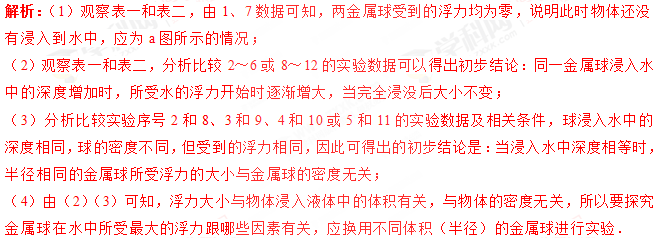 解析：（1）观察表一和表二，由 1、7 数据可知，两金属球受到的浮力均为零，说明此时物体还没
有浸入到水中，应为 a 图所示的情况；
（2）观察表一和表二，分析比较 2～6 或 8～12 的实验数据可以得出初步结论：同一金属球浸入水
中的深度增加时，所受水的浮力开始时逐渐增大，当完全浸没后大小不变；
（3）分析比较实验序号 2 和 8、3 和 9、4 和 10 或 5 和 11 的实验数据及相关条件，球浸入水中的
深度相同，球的密度不同，但受到的浮力相同，因此可得出的初步结论是：当浸入水中深度相等时，
半径相同的金属球所受浮力的大小与金属球的密度无关；
（4）由（2）（3）可知，浮力大小与物体浸入液体中的体积有关，与物体的密度无关，所以要探究
金属球在水中所受最大的浮力跟哪些因素有关，应换用不同体积（半径）的金属球进行实验．